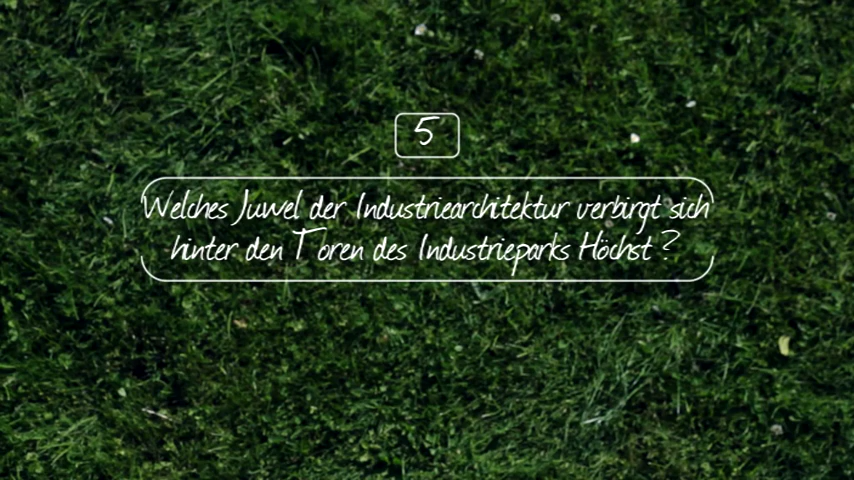 5
Welches Juwel der Industriearchitektur verbirgt sich
hinter den Toren des Industrieparks Höchst?